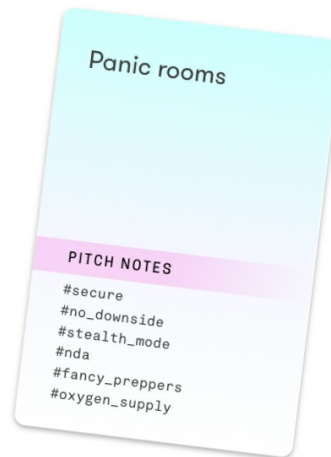 Panic rooms
PITCH NOTES
#secure
#no_downside
#stealth_mode
#nda
#fancy_preppers
#oxygen_supply